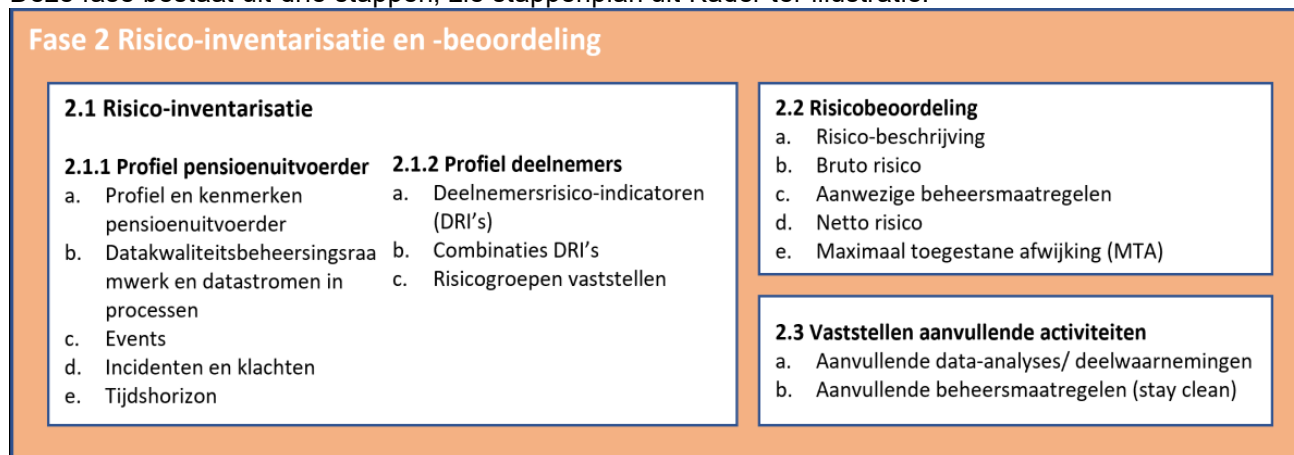 Fase 2 Risico-inventarisatie en -beoordeling
2.1 Risico-inventarisatie
2.1.1 Profiel pensioenuitvoerder
a. Profiel en kenmerken
pensioenuitvoerder
b. Datakwaliteitsbeheersingsraa
mwerk en datastromen in
processen
c. Events
d. Incidenten en klachten
e. Tijdshorizon
2.1.2 Profiel deelnemers
a. Deelnemersrisico-indicatoren
(DRI's)
b. Combinaties DRI's
c. Risicogroepen vaststellen
2.2 Risicobeoordeling
a. Risico-beschrijving
b. Bruto risico
c. Aanwezige beheersmaatregelen
d. Netto risico
e. Maximaal toegestane afwijking (MTA)
2.3 Vaststellen aanvullende activiteiten
a. Aanvullende data-analyses/ deelwaarnemingen
b. Aanvullende beheersmaatregelen (stay clean)